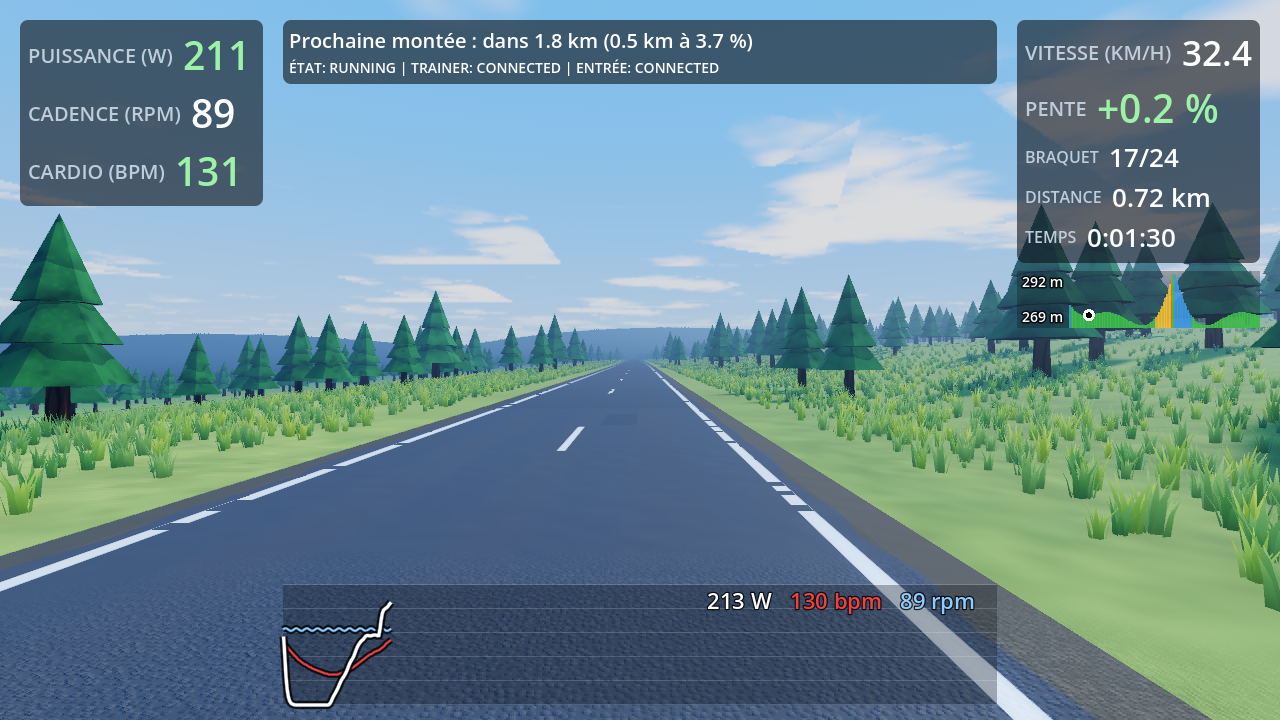 PUISSANCE (W) 211
CADENCE (RPM) 89
CARDIO (BPM) 131
Prochaine montée : dans 1.8 km (0.5 km à 3.7 %)
ÉTAT: RUNNING | TRAINER: CONNECTED | ENTRÉE: CONNECTED
VITESSE (KM/H) 32.4
PENTE +0.2 %
BRAQUET 17/24
DISTANCE 0.72 km
TEMPS 0:01:30
292 m
269 m
213 W 130 bpm 89 rpm